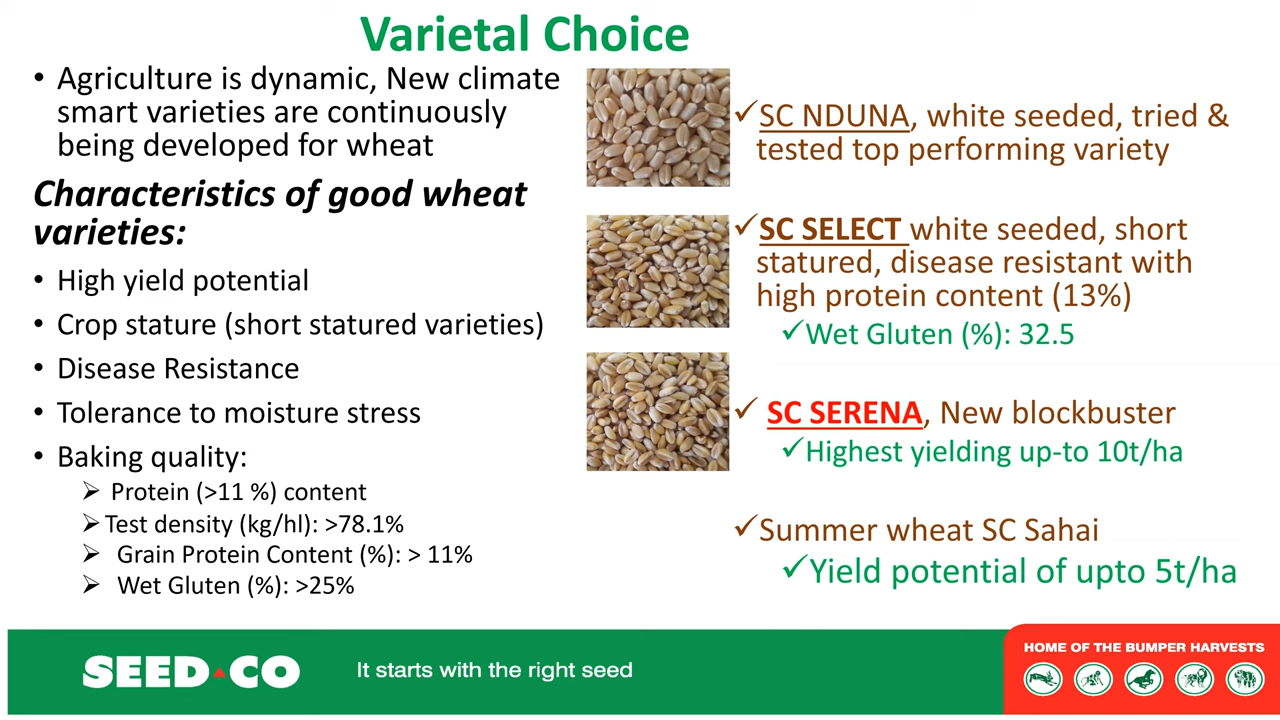 Varietal Choice
• Agriculture is dynamic, New climate
smart varieties are continuously
being developed for wheat
Characteristics of good wheat
varieties:
• High yield potential
• Crop stature (short statured varieties)
• Disease Resistance
• Tolerance to moisture stress
• Baking quality:
➢ Protein (>11 %) content
➢ Test density (kg/hl): >78.1%
➢ Grain Protein Content (%): > 11%
➢ Wet Gluten (%): >25%
✓SC NDUNA, white seeded, tried &
tested top performing variety
✓SC SELECT white seeded, short
statured, disease resistant with
high protein content (13%)
✓Wet Gluten (%): 32.5
✓ SC SERENA, New blockbuster
✓Highest yielding up-to 10t/ha
✓Summer wheat SC Sahai
✓Yield potential of upto 5t/ha
SEED CO
It starts with the right seed
HOME OF THE BUMPER HARVESTS